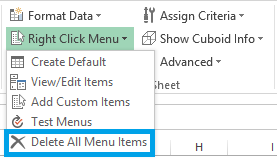 Format Data
Assign Criteria
Right Click Menu
Show Cuboid Info
Create Default
Advanced
View/Edit Items
Sheet
Add Custom Items
Test Menus
Delete All Menu Items
H
I